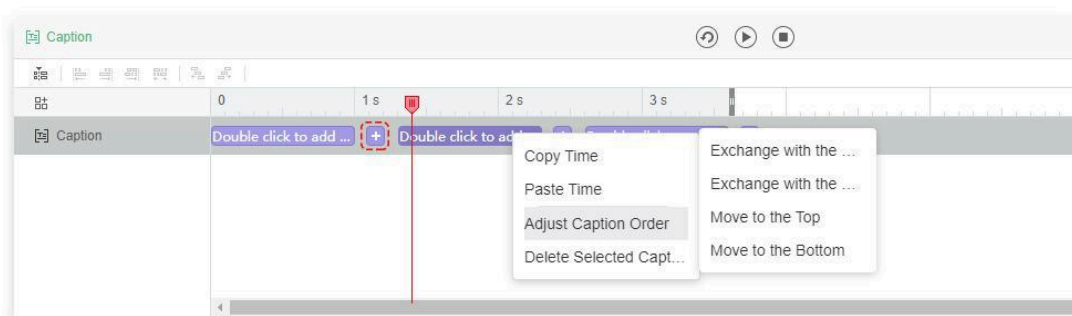 Caption
0 1 s 2 s 3 s
Caption
Double click to add ... + Double click to ad
Copy Time
Paste Time
Adjust Caption Order
Delete Selected Capt...
Exchange with the ...
Exchange with the ...
Move to the Top
Move to the Bottom